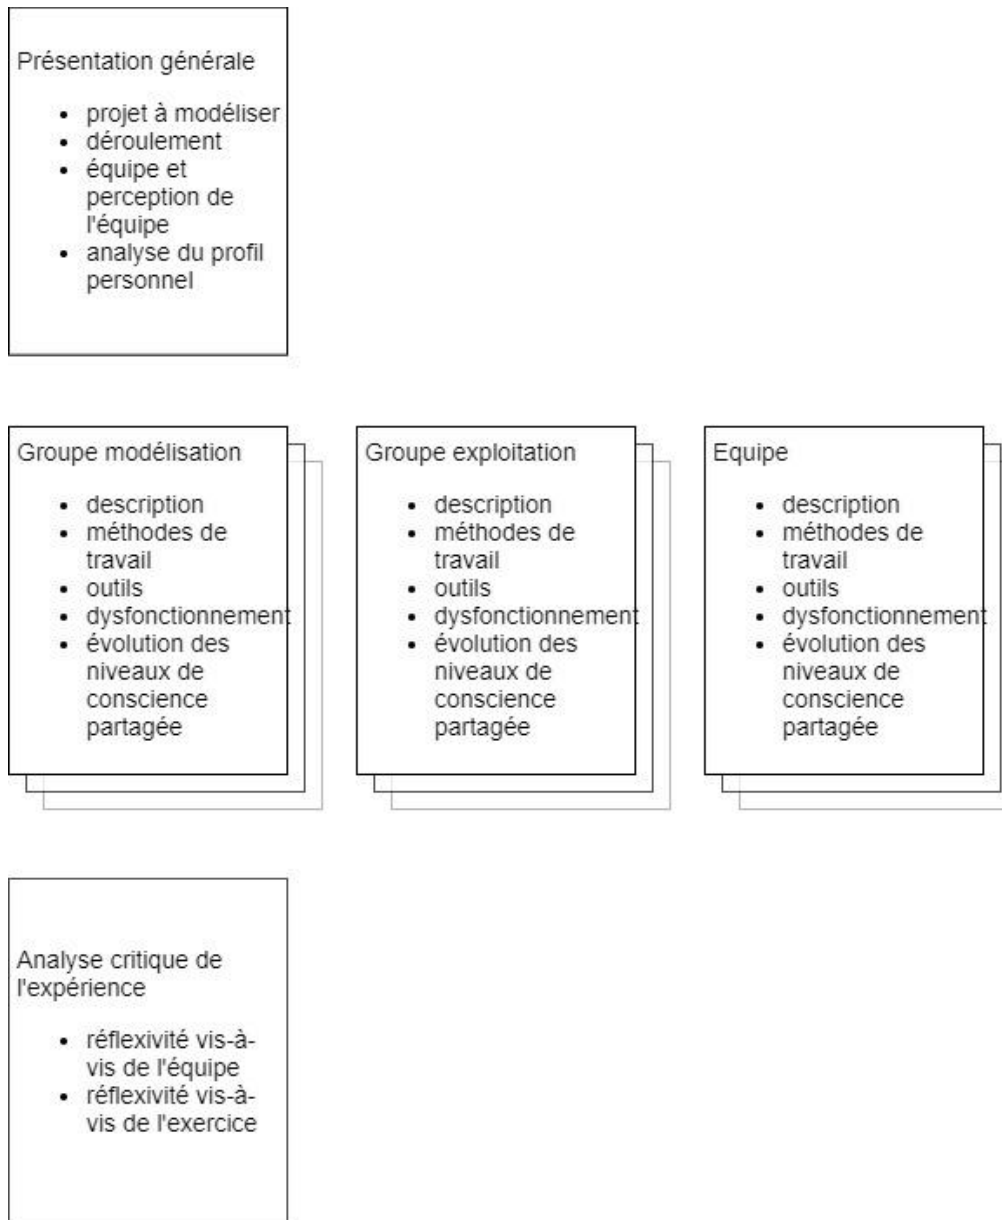 Présentation générale
• projet à modéliser
• déroulement
• équipe et
perception de
l'équipe
• analyse du profil
personnel
Groupe modélisation
• description
• méthodes de
travail
• outils
• dysfonctionnement
• évolution des
niveaux de
conscience
partagée
Groupe exploitation
• description
• méthodes de
travail
• outils
• dysfonctionnement
• évolution des
niveaux de
conscience
partagée
Equipe
• description
• méthodes de
travail
• outils
• dysfonctionnement
• évolution des
niveaux de
conscience
partagée
Analyse critique de
l'expérience
• réflexivité vis-à-
vis de l'équipe
• réflexivité vis-à-
vis de l'exercice